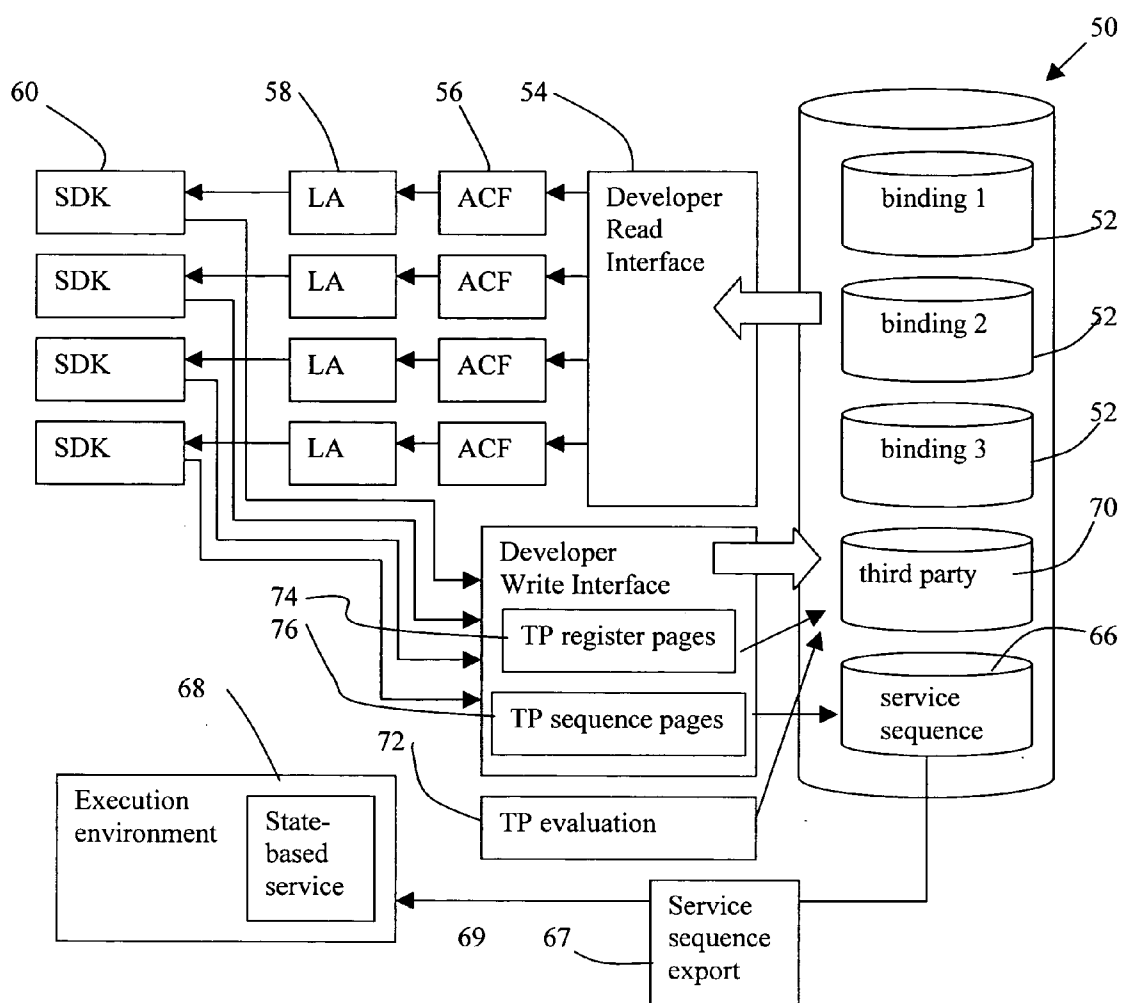 50
60
58
56
54
SDK
LA
ACF
Developer
Read
Interface
binding 1
52
SDK
LA
ACF
binding 2
52
SDK
LA
ACF
binding 3
52
SDK
LA
ACF
70
third party
Developer
Write Interface
74
TP register pages
76
TP sequence pages
66
service
sequence
68
72
TP evaluation
Execution
environment
State-
based
service
69
67
Service
sequence
export